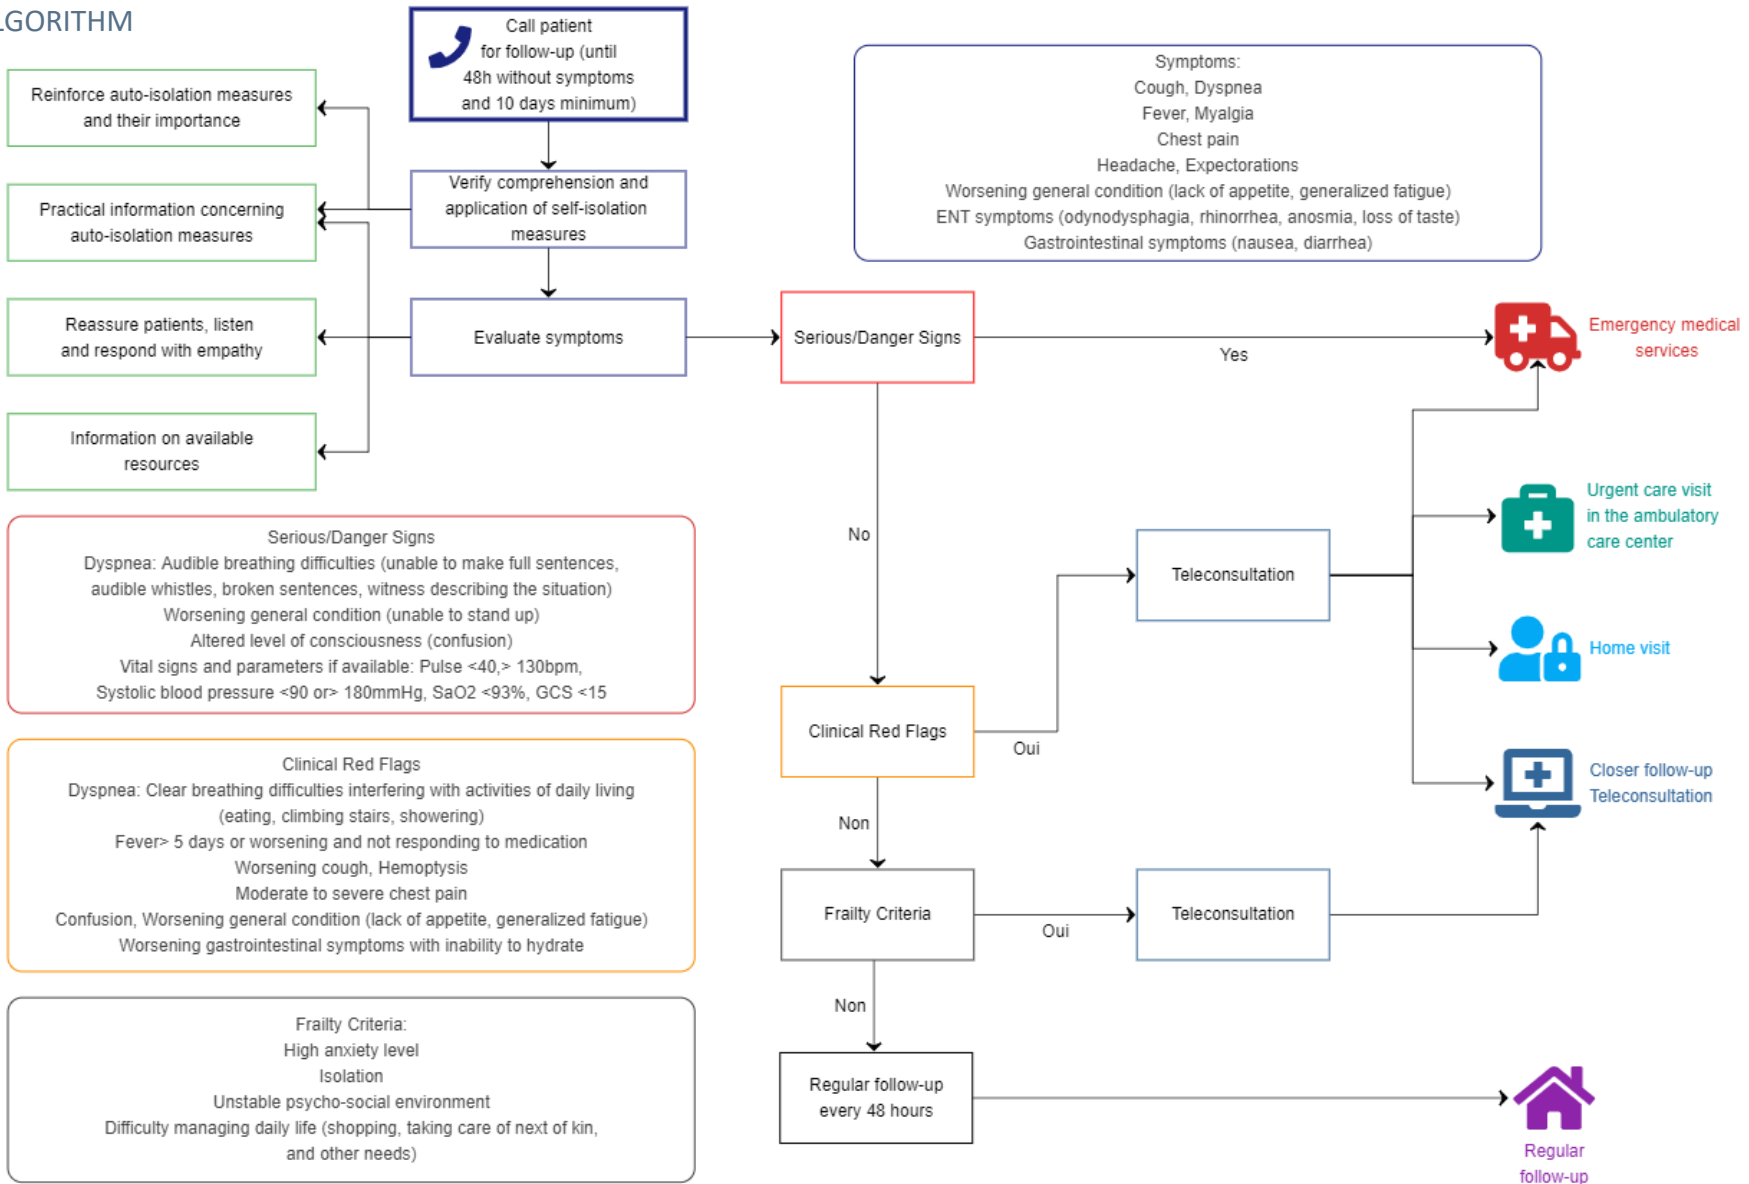 LGORITHM
Call patient
for follow-up (until
48h without symptoms
and 10 days minimum)
Reinforce auto-isolation measures
and their importance
Verify comprehension and
application of self-isolation
measures
Practical information concerning
auto-isolation measures
Evaluate symptoms
Reassure patients, listen
and respond with empathy
Information on available
resources
Symptoms:
Cough, Dyspnea
Fever, Myalgia
Chest pain
Headache, Expectorations
Worsening general condition (lack of appetite, generalized fatigue)
ENT symptoms (odynodysphagia, rhinorrhea, anosmia, loss of taste)
Gastrointestinal symptoms (nausea, diarrhea)
Serious/Danger Signs
Yes
Emergency medical
services
No
Teleconsultation
Urgent care visit
in the ambulatory
care center
Home visit
Closer follow-up
Teleconsultation
Clinical Red Flags
Oui
Non
Frailty Criteria
Oui
Teleconsultation
Non
Regular follow-up
every 48 hours
Regular
follow-up
Serious/Danger Signs
Dyspnea: Audible breathing difficulties (unable to make full sentences,
audible whistles, broken sentences, witness describing the situation)
Worsening general condition (unable to stand up)
Altered level of consciousness (confusion)
Vital signs and parameters if available: Pulse <40,> 130bpm,
Systolic blood pressure <90 or> 180mmHg, SaO2 <93%, GCS <15
Clinical Red Flags
Dyspnea: Clear breathing difficulties interfering with activities of daily living
(eating, climbing stairs, showering)
Fever> 5 days or worsening and not responding to medication
Worsening cough, Hemoptysis
Moderate to severe chest pain
Confusion, Worsening general condition (lack of appetite, generalized fatigue)
Worsening gastrointestinal symptoms with inability to hydrate
Frailty Criteria:
High anxiety level
Isolation
Unstable psycho-social environment
Difficulty managing daily life (shopping, taking care of next of kin,
and other needs)